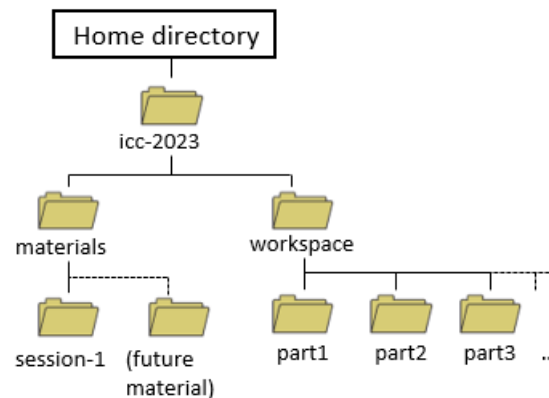 Home directory
icc-2023
materials
workspace
session-1
(future
material)
part1
part2
part3
..